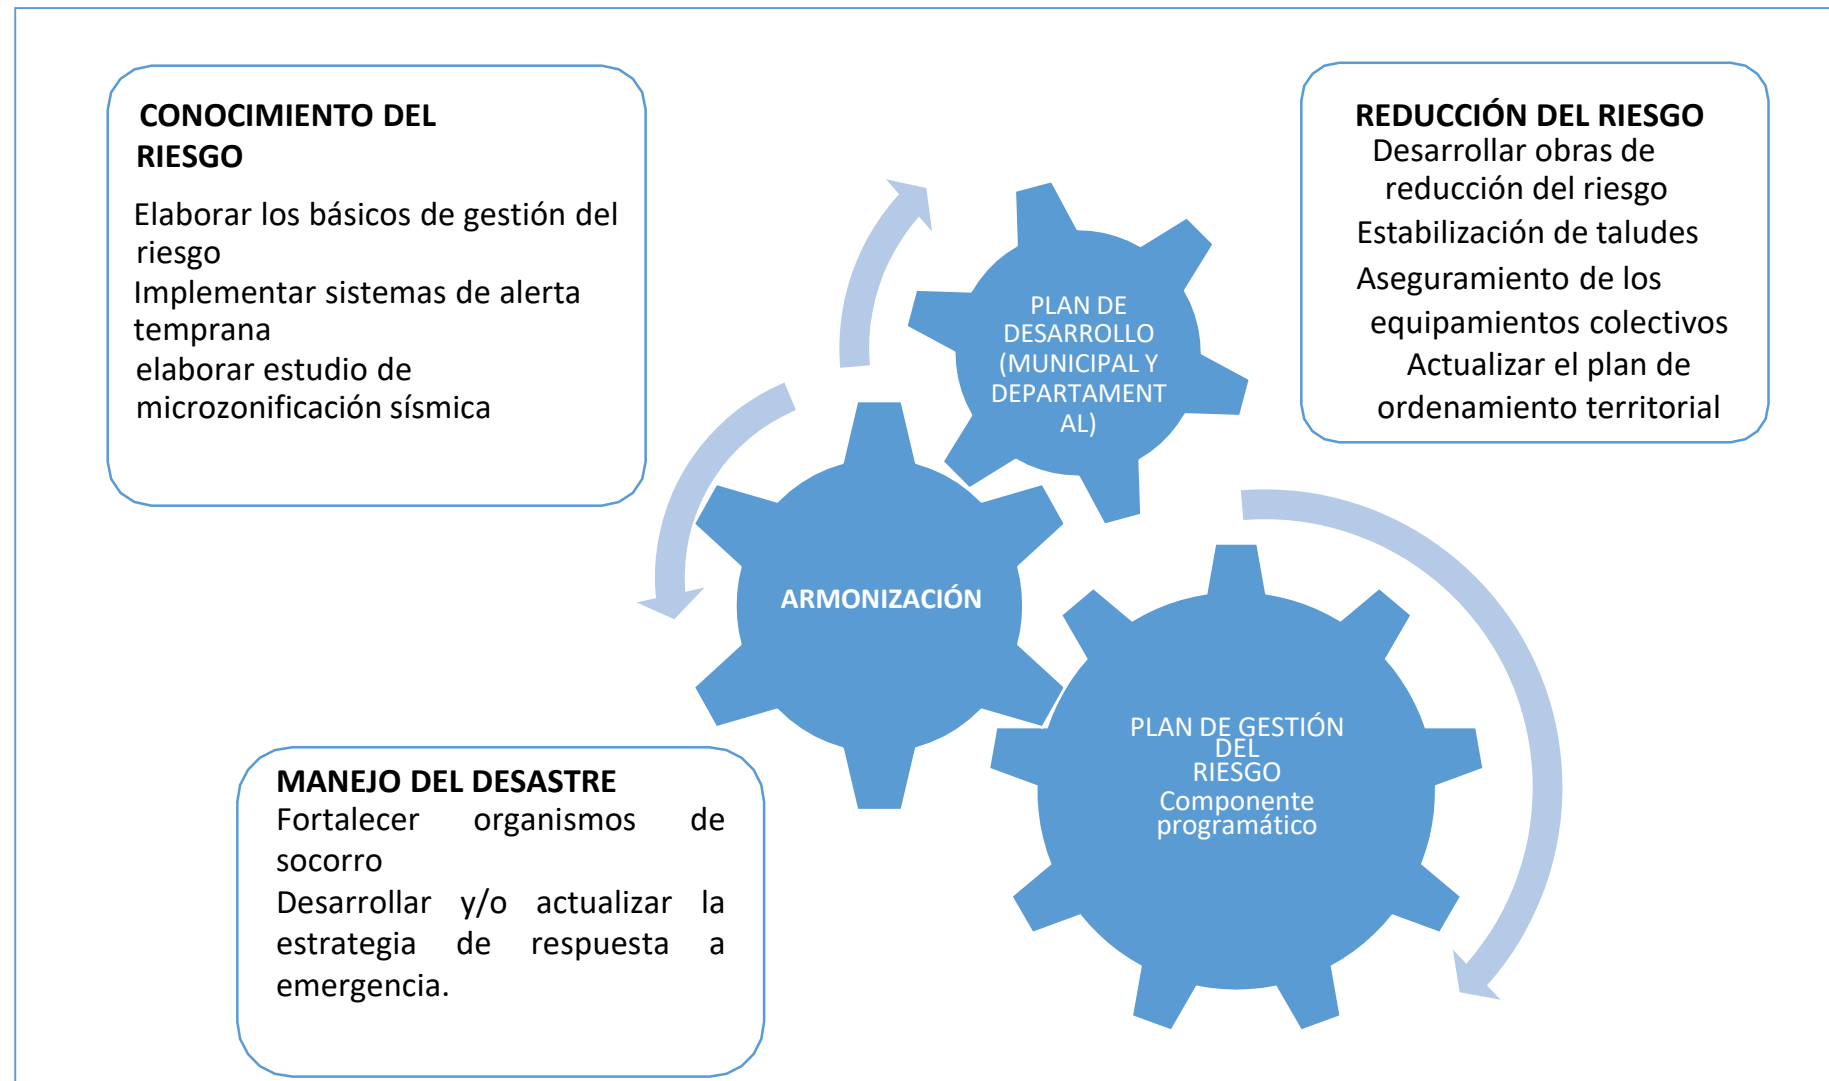 CONOCIMIENTO DEL
RIESGO
Elaborar los básicos de gestión del
riesgo
Implementar sistemas de alerta
temprana
elaborar estudio de
microzonificación sísmica
REDUCCIÓN DEL RIESGO
Desarrollar obras de
reducción del riesgo
Estabilización de taludes
Aseguramiento de los
equipamientos colectivos
Actualizar el plan de
ordenamiento territorial
PLAN DE
DESARROLLO
(MUNICIPAL Y
DEPARTAMENT
AL)
ARMONIZACIÓN
PLAN DE GESTIÓN
DEL
RIESGO
Componente
programático
MANEJO DEL DESASTRE
Fortalecer organismos de
socorro
Desarrollar y/o actualizar la
estrategia de respuesta a
emergencia.